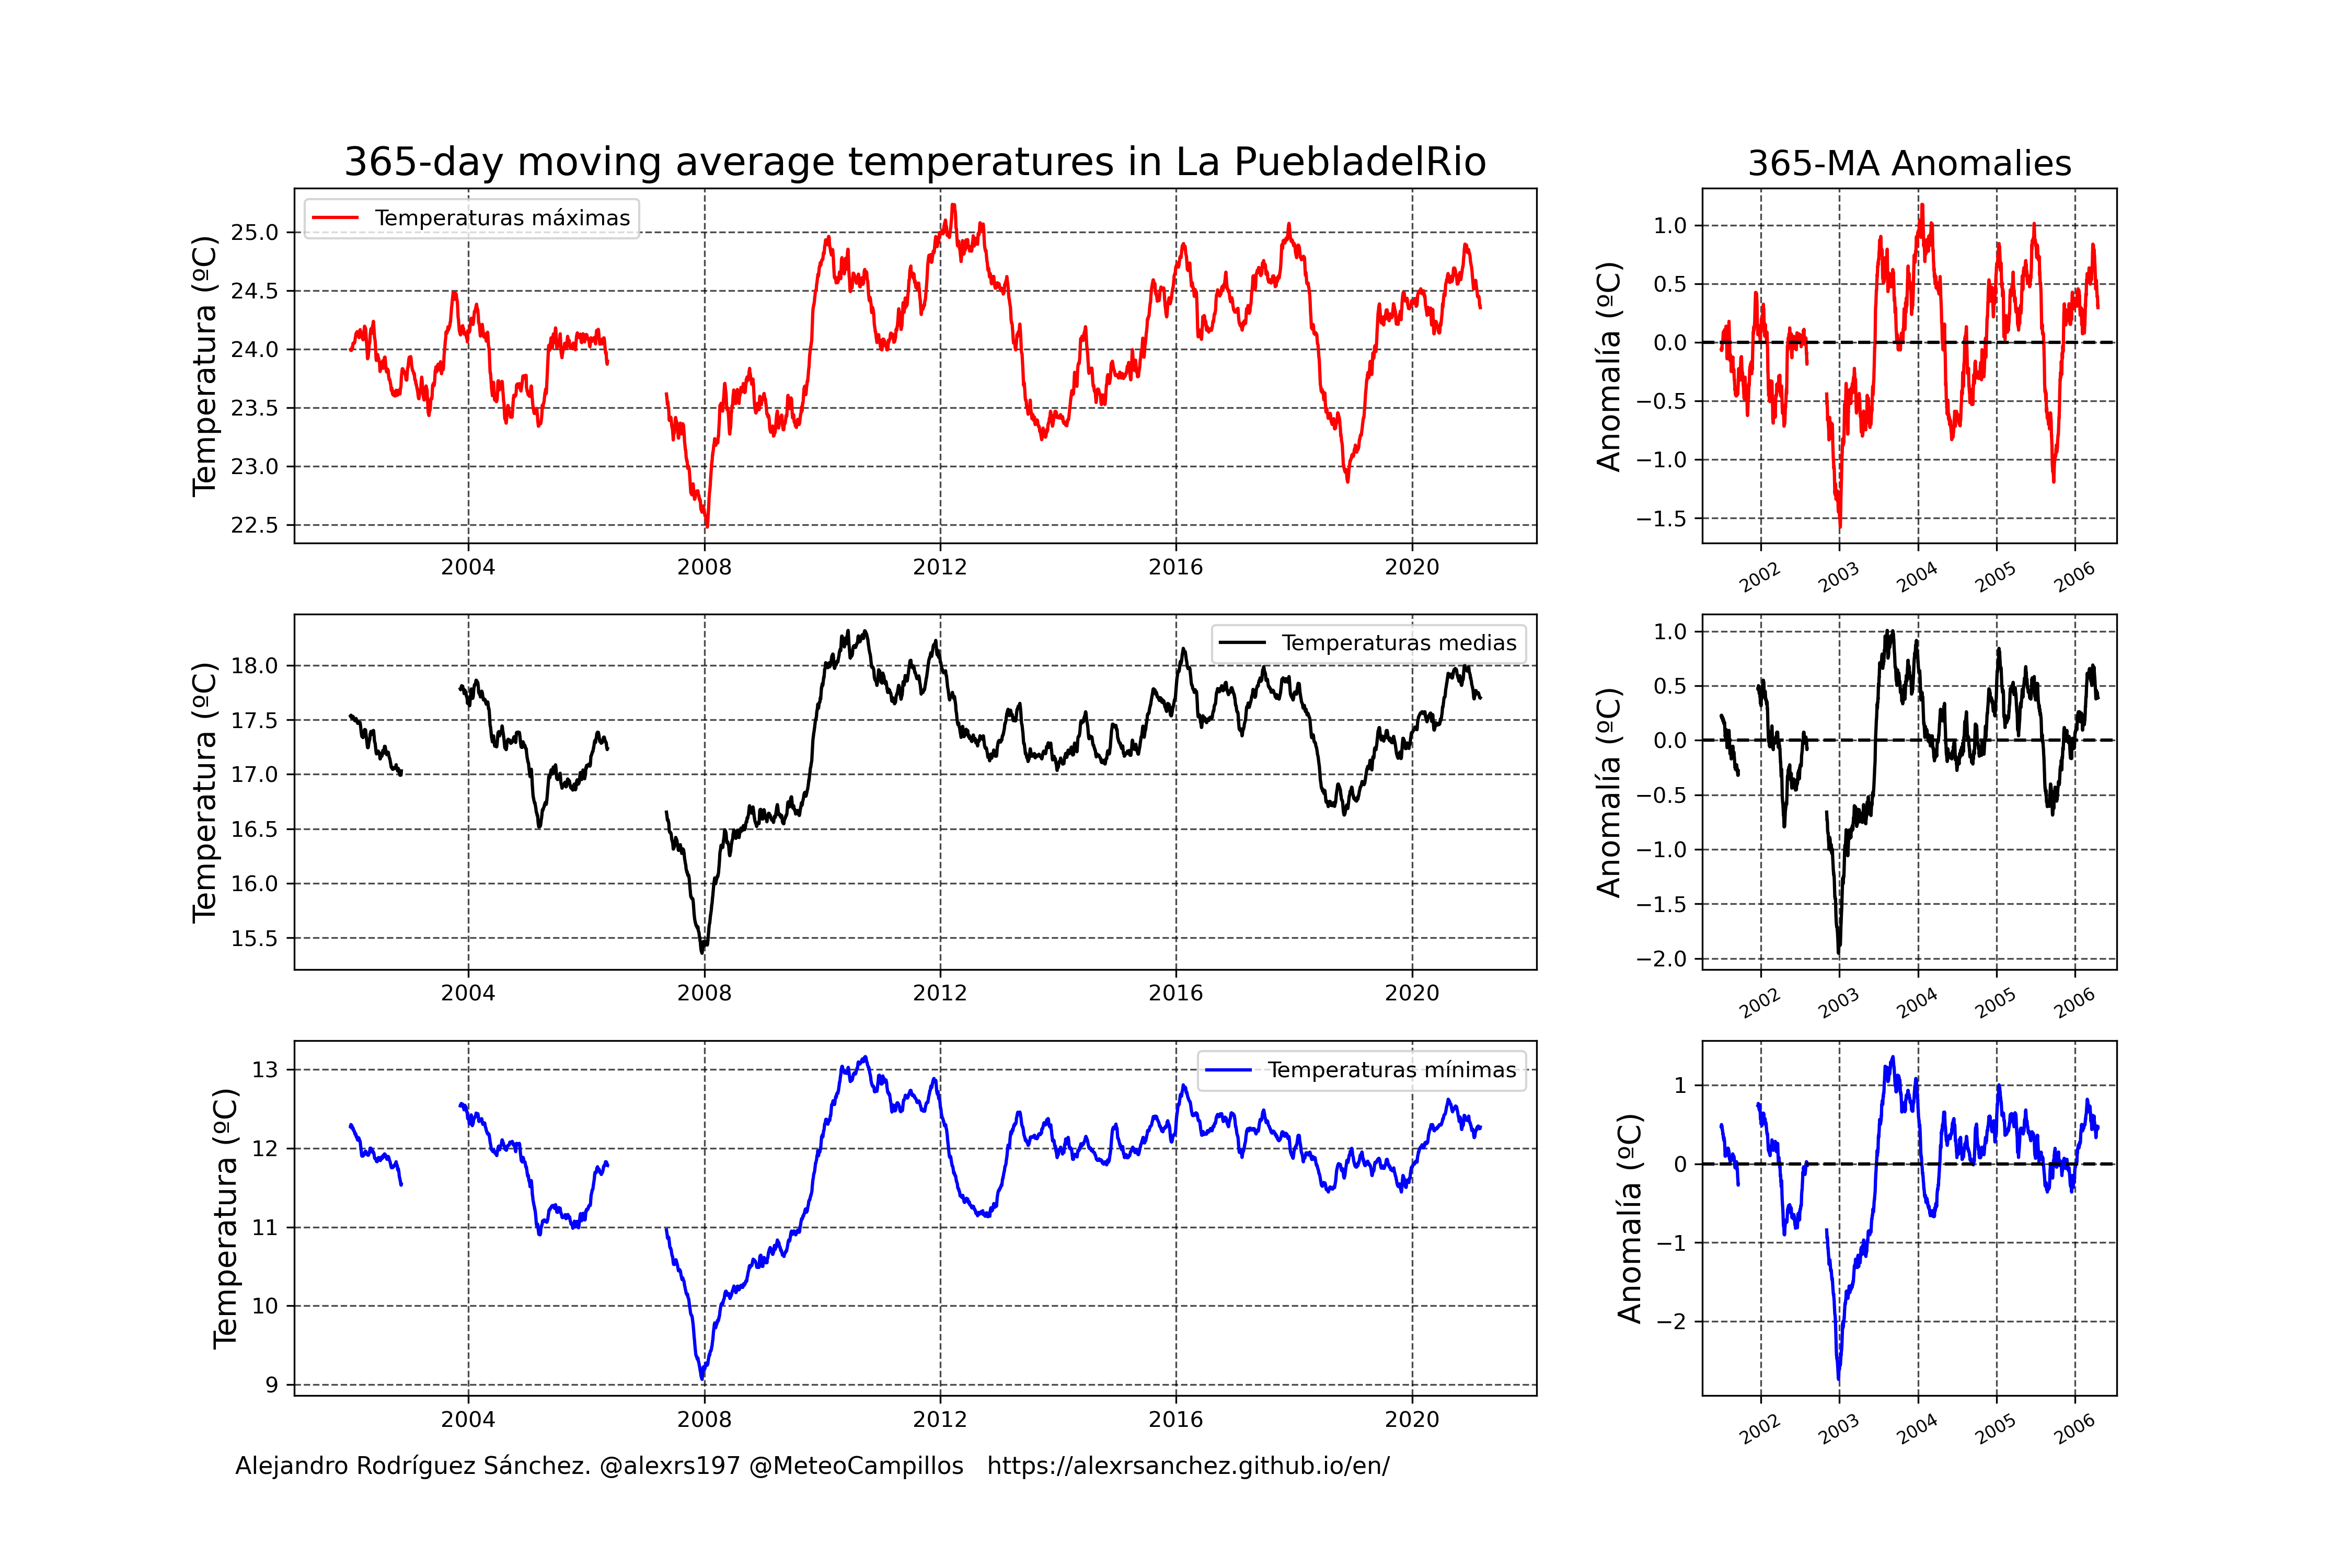 365-day moving average temperatures in La PuebladelRio
365-MA Anomalies
Temperatura (ºC)
25.0
24.5
24.0
23.5
23.0
22.5
Temperaturas máximas
2004 2008 2012 2016 2020
Anomalía (ºC)
1.0
0.5
0.0
−0.5
−1.0
−1.5
2002 2003 2004 2005 2006
Temperatura (ºC)
18.0
17.5
17.0
16.5
16.0
15.5
Temperaturas medias
2004 2008 2012 2016 2020
Anomalía (ºC)
1.0
0.5
0.0
−0.5
−1.0
−1.5
−2.0
2002 2003 2004 2005 2006
Temperatura (ºC)
13
12
11
10
9
Temperaturas mínimas
2004 2008 2012 2016 2020
Anomalía (ºC)
1
0
−1
−2
2002 2003 2004 2005 2006
Alejandro Rodríguez Sánchez. @alexrs197 @MeteoCampillos https://alexrsanchez.github.io/en/